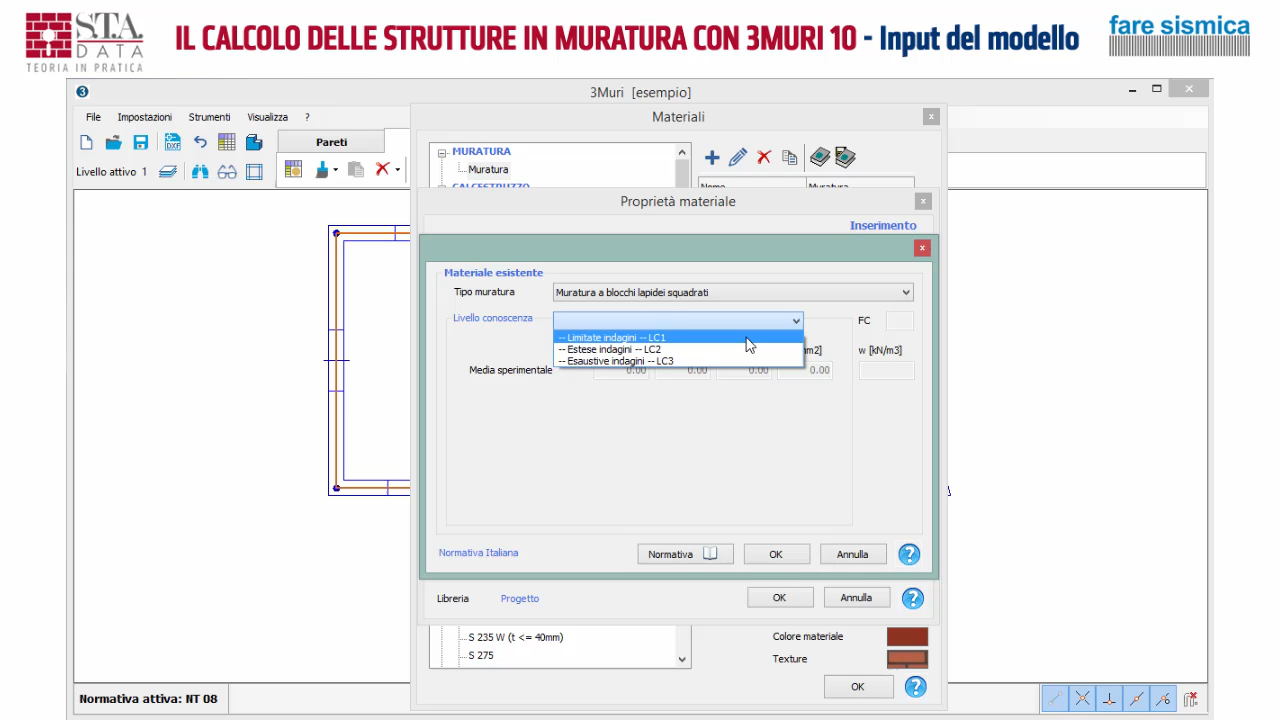 S.T.A.
DATA
TEORIA IN PRATICA
IL CALCOLO DELLE STRUTTURE IN MURATURA CON 3MURI 10 - Input del modello
fare sismica
3Muri [esempio]
File Impostazioni Strumenti Visualizza ?
Materiali
DXF
Pareti
MURATURA
Muratura
CALCESTRUZZO
Nome Muratura
Livello attivo 1
Proprietà materiale
Inserimento
Materiale esistente
Tipo muratura Muratura a blocchi lapidei squadrati
Livello conoscenza FC
-- Limitate indagini -- LC1
-- Estese indagini -- LC2
-- Esaustive indagini -- LC3
w [kN/m3]
Media sperimentale 0.00 0.00 0.00 0.00
Normativa Italiana Normativa OK Annulla ?
Libreria Progetto OK Annulla ?
S 235 W (t <= 40mm)
S 275
Colore materiale
Texture
OK ?
Normativa attiva: NT 08